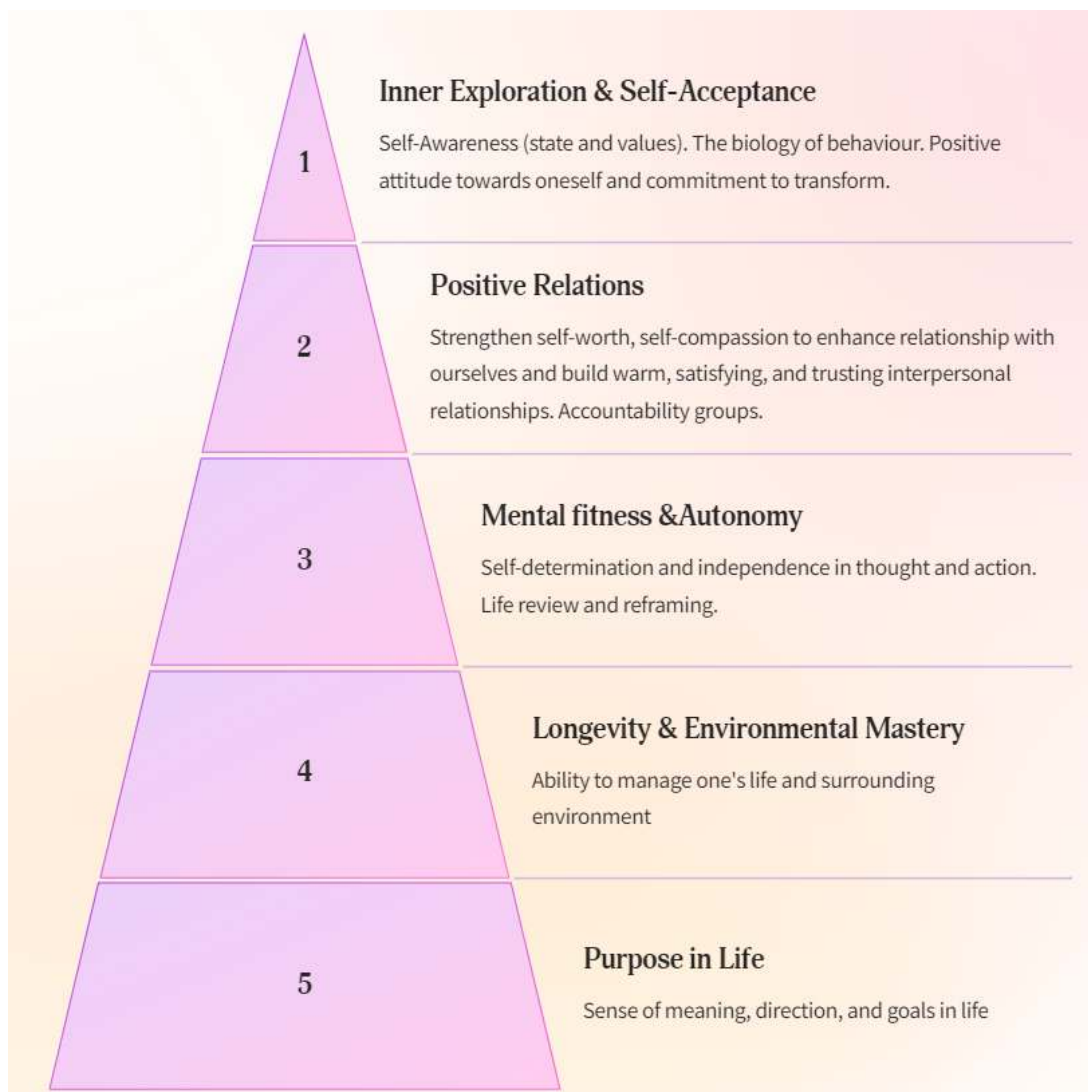 1
Inner Exploration & Self-Acceptance
Self-Awareness (state and values). The biology of behaviour. Positive
attitude towards oneself and commitment to transform.
2
Positive Relations
Strengthen self-worth, self-compassion to enhance relationship with
ourselves and build warm, satisfying, and trusting interpersonal
relationships. Accountability groups.
3
Mental fitness &Autonomy
Self-determination and independence in thought and action.
Life review and reframing.
4
Longevity & Environmental Mastery
Ability to manage one's life and surrounding
environment
5
Purpose in Life
Sense of meaning, direction, and goals in life